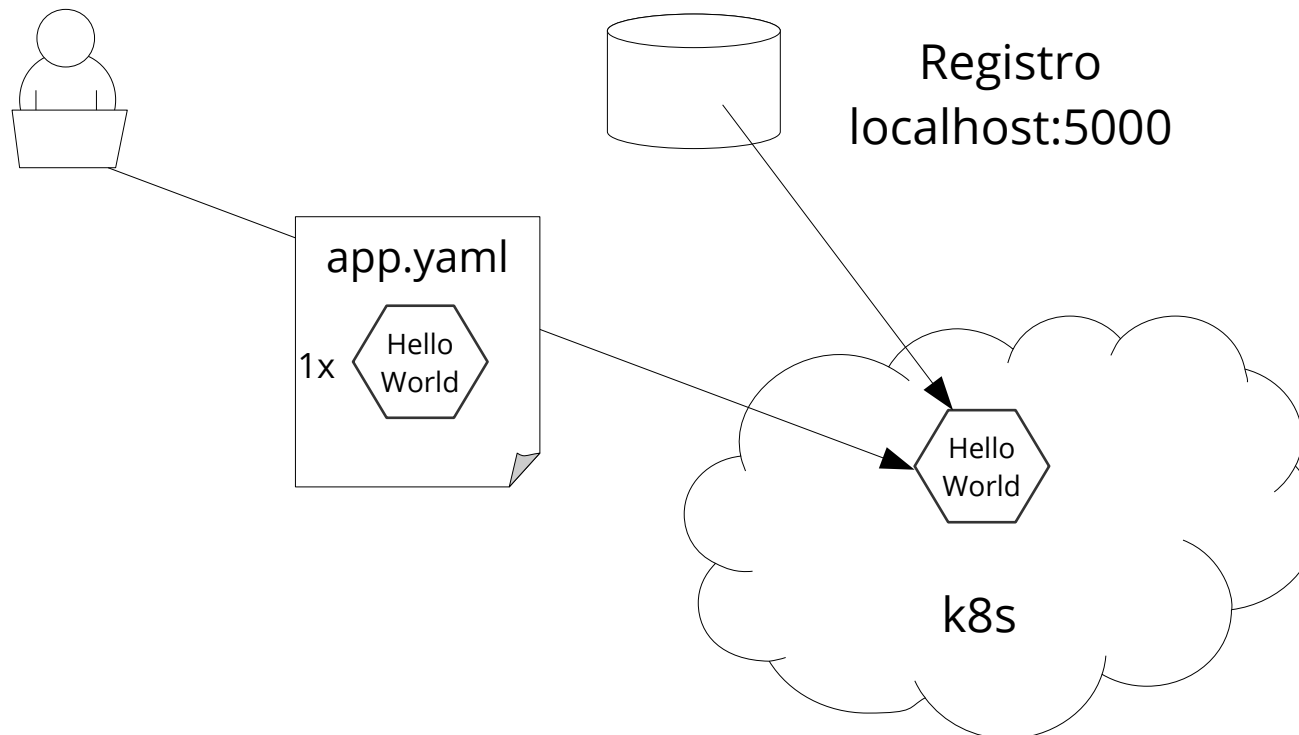 Registro
localhost:5000
app.yaml
1x
Hello
World
Hello
World
k8s